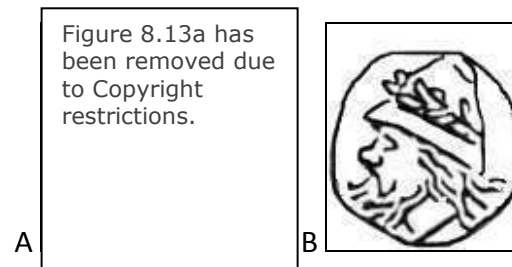 Figure 8.13a has
been removed due
to Copyright
restrictions.
A
B